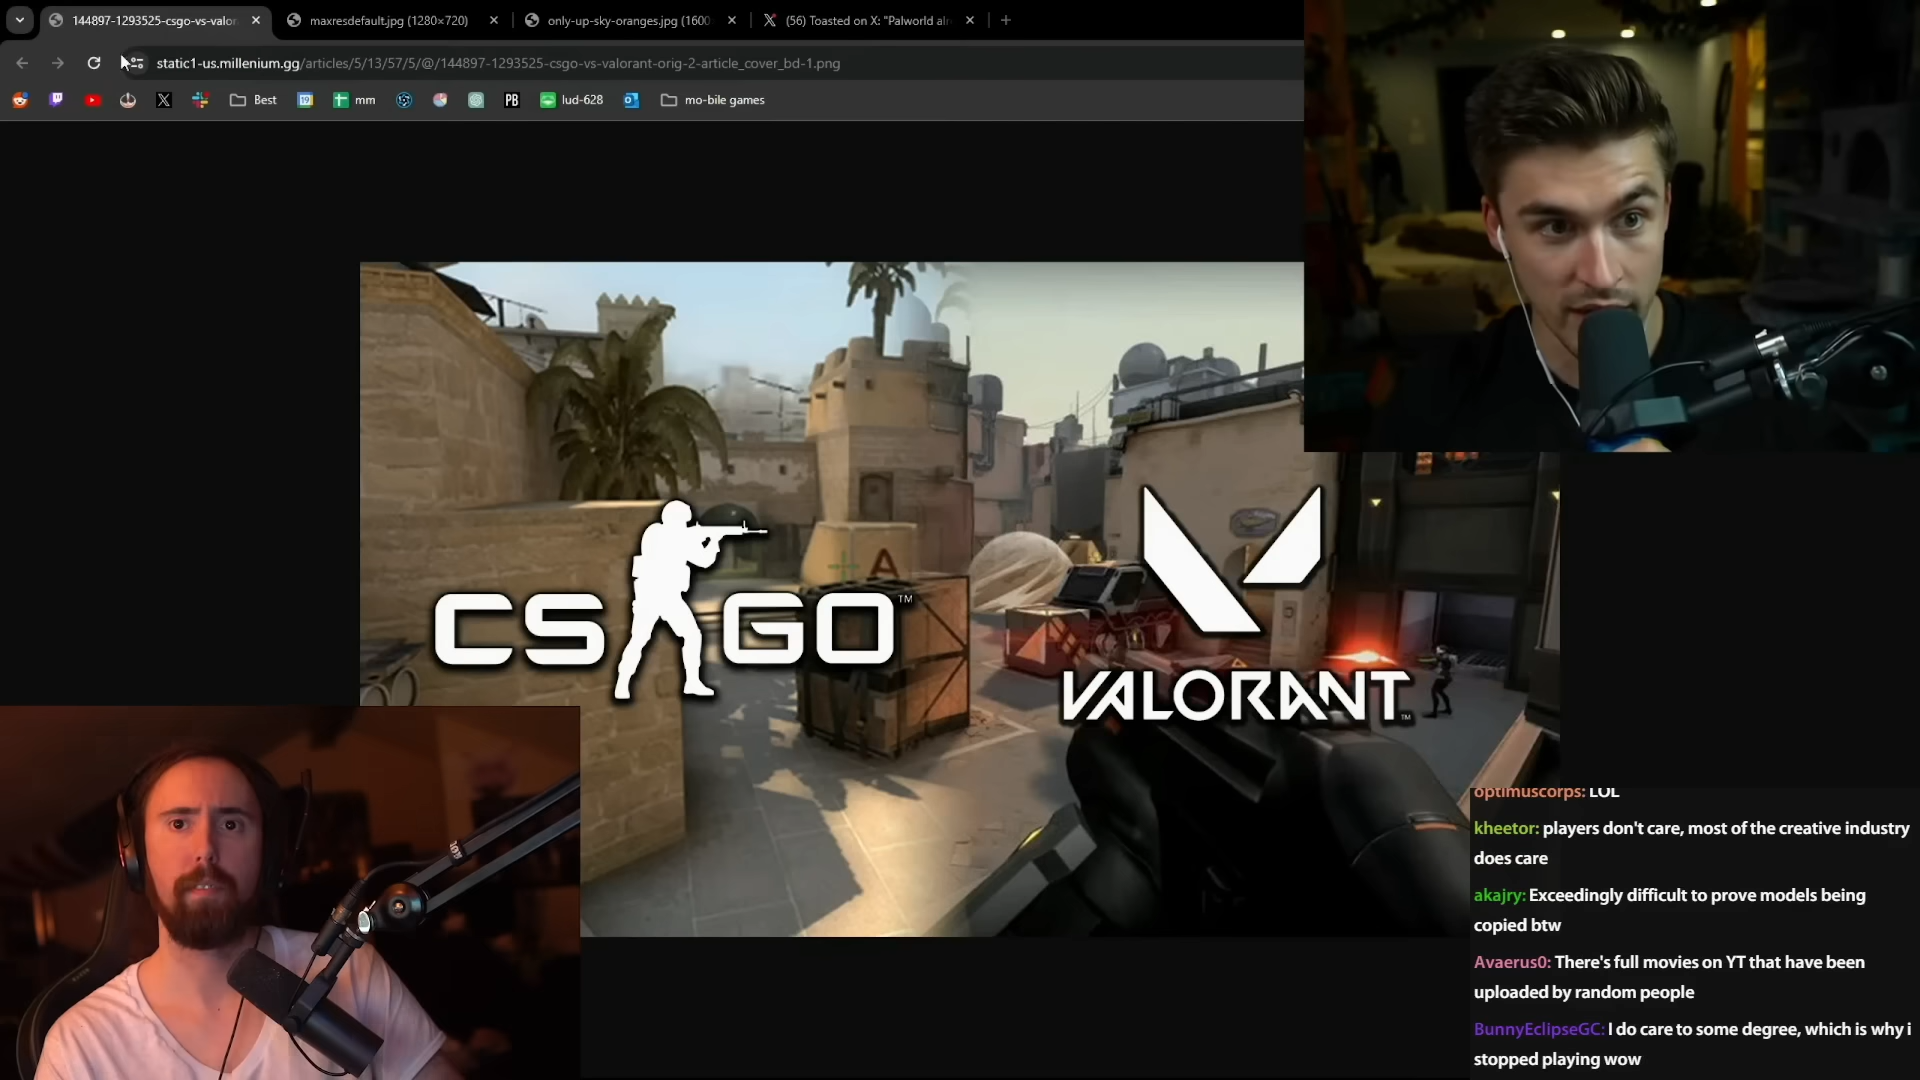 144897-1293525-csgo-vs-valor
maxresdefault.jpg (1280×720)
only-up-sky-oranges.jpg (1600
(56) Toasted on X: "Palworld al
static1-us.millenium.gg/articles/5/13/57/5/@/144897-1293525-csgo-vs-valorant-orig-2-article_cover_bd-1.png
19
Best
mm
PB
lud-628
mo-bile games
A
CS GO™
VALORANT™
optimuscorps: LOL
kheetor: players don't care, most of the creative industry
does care
akajry: Exceedingly difficult to prove models being
copied btw
Avaerus0: There's full movies on YT that have been
uploaded by random people
BunnyEclipseGC: I do care to some degree, which is why i
stopped playing wow